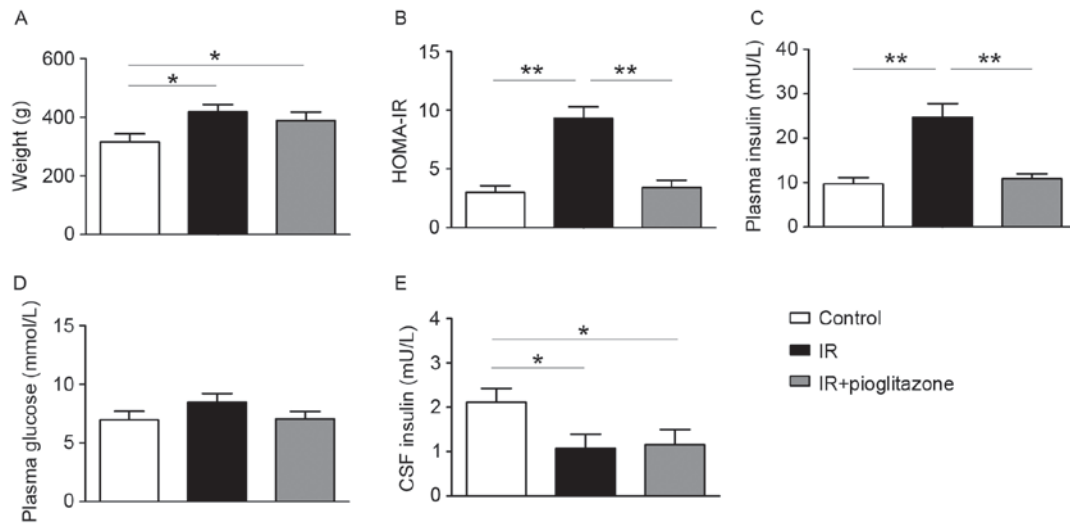 A
Weight (g)
600
400
200
0
*
*
B
HOMA-IR
15
10
5
0
**
**
C
Plasma insulin (mU/L)
40
30
20
10
0
**
**
D
Plasma glucose (mmol/L)
15
10
5
0
E
CSF insulin (mU/L)
4
3
2
1
0
*
*
Control
IR
IR+pioglitazone